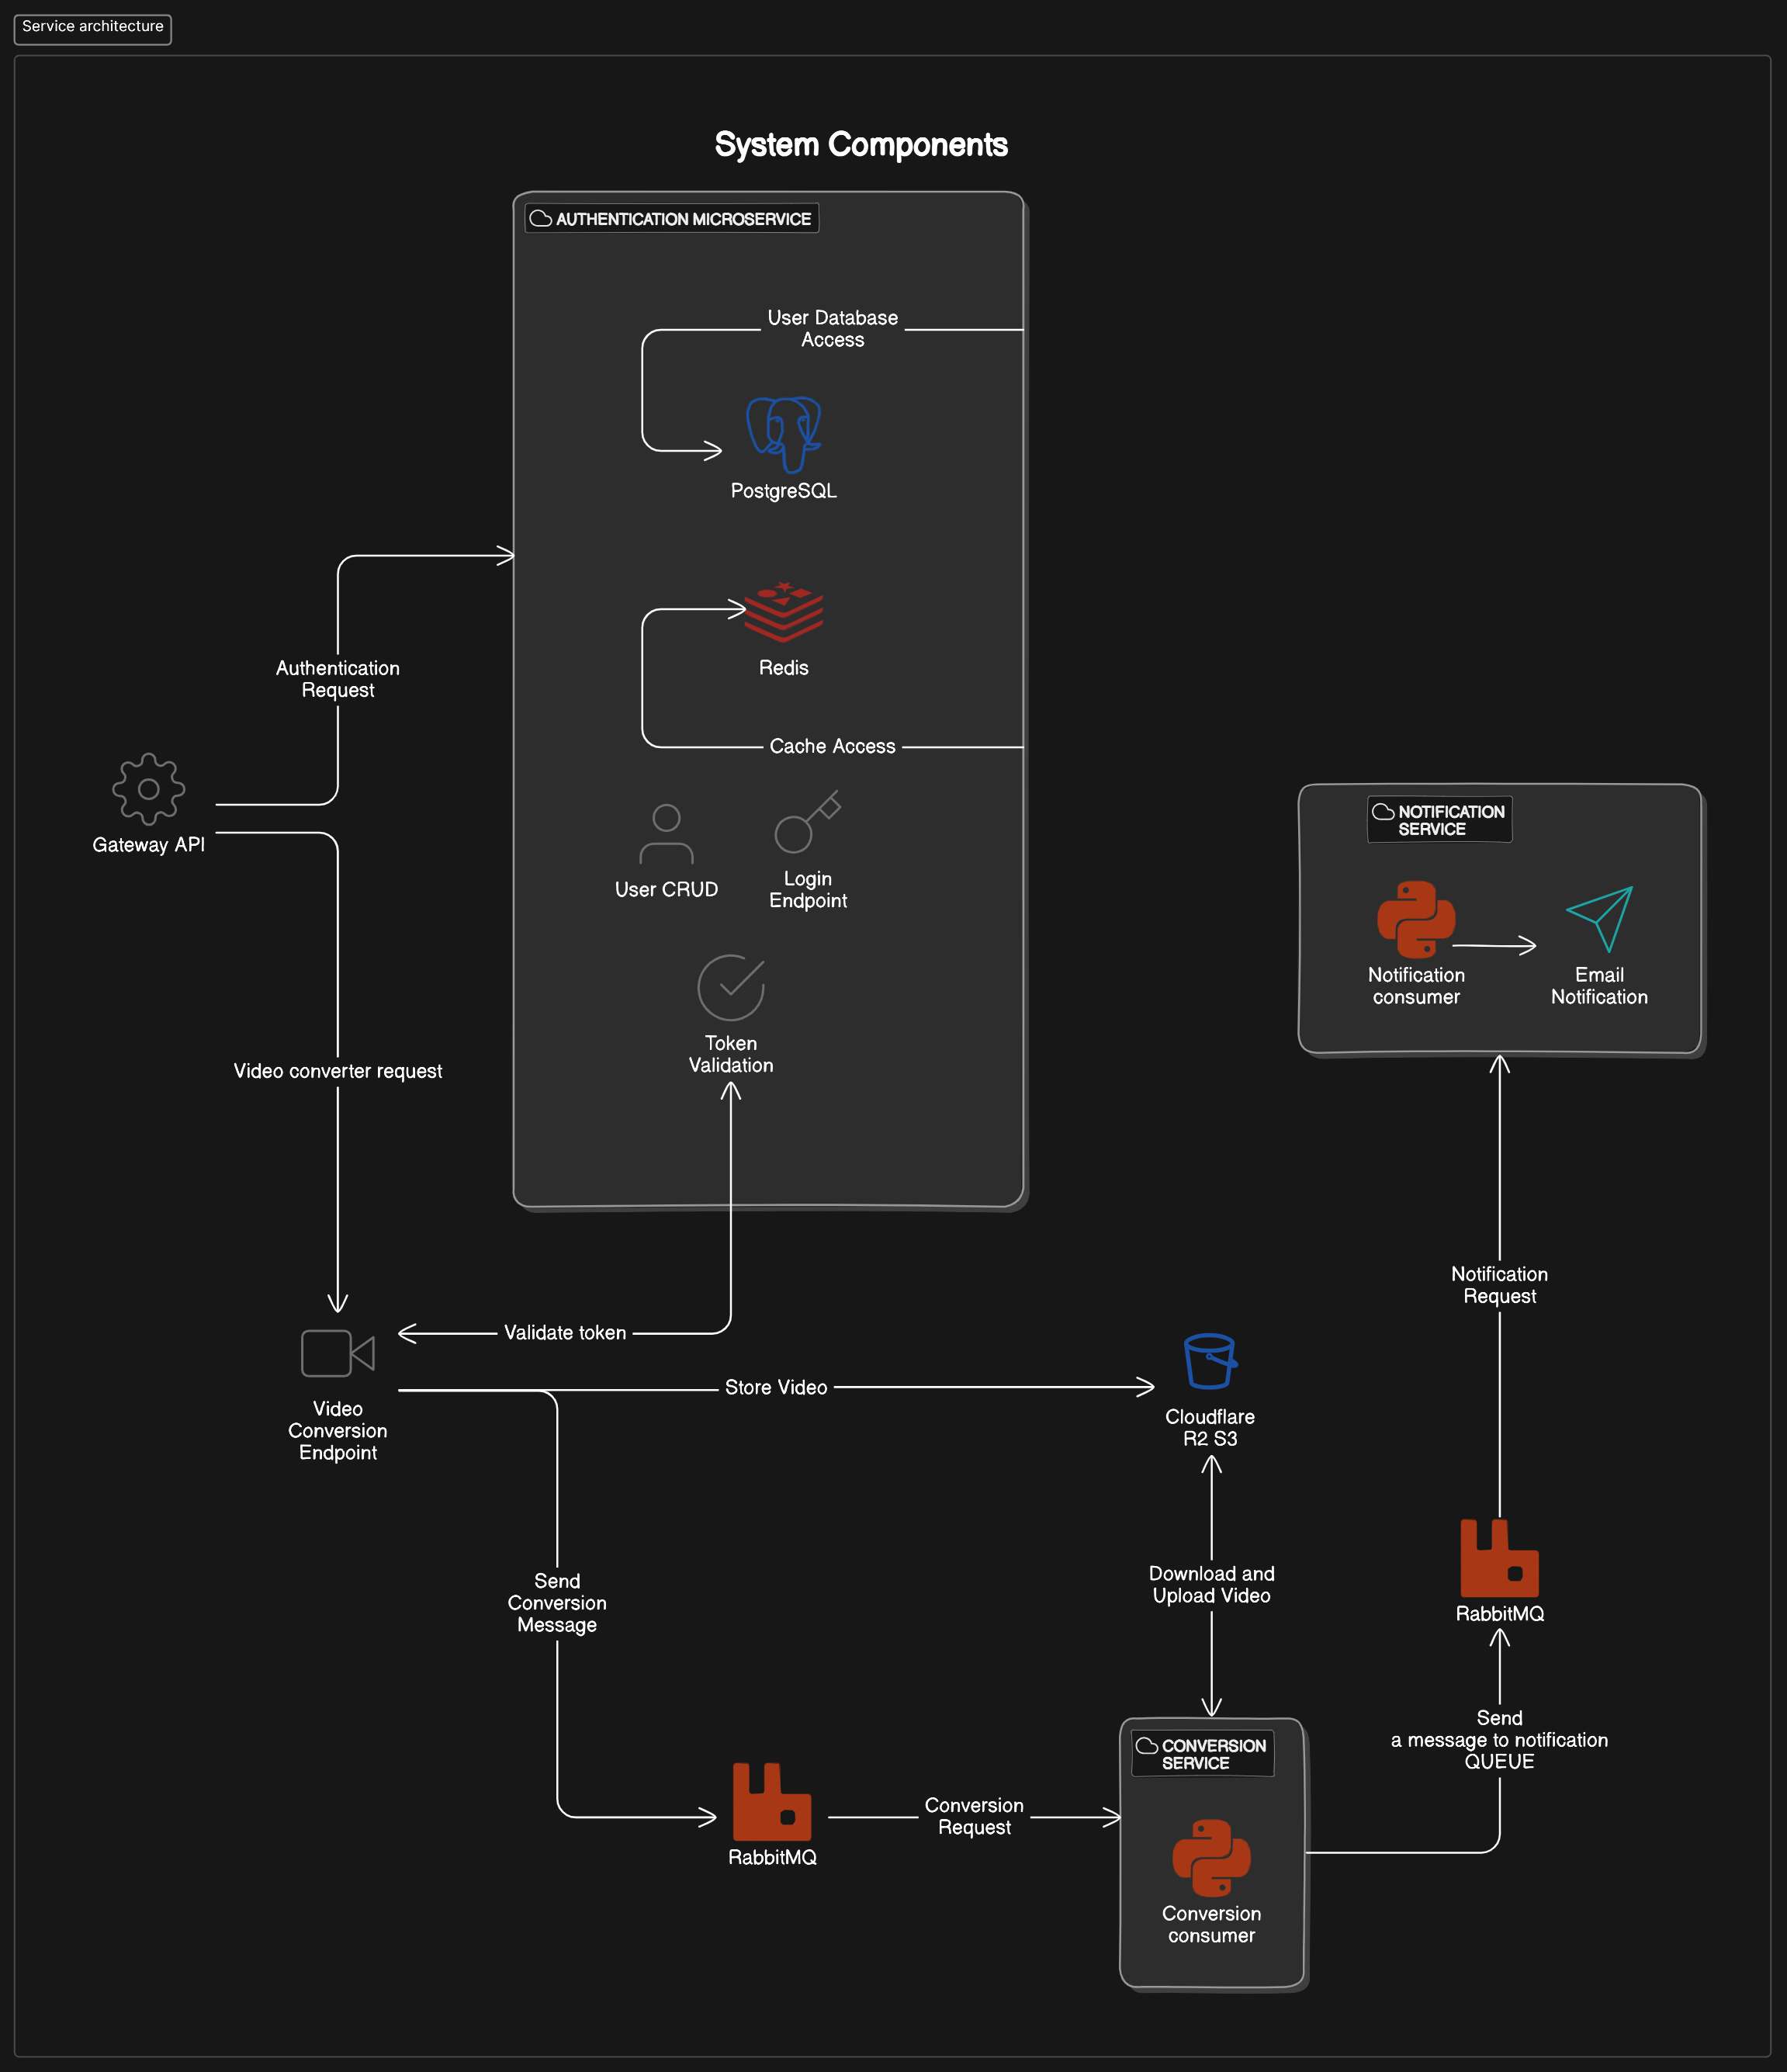 Service architecture
System Components
AUTHENTICATION MICROSERVICE
User Database
Access
PostgreSQL
Redis
Cache Access
Authentication
Request
Gateway API
User CRUD
Login
Endpoint
Token
Validation
Video converter request
NOTIFICATION
SERVICE
Notification
consumer
Email
Notification
Notification
Request
Validate token
Video
Conversion
Endpoint
Store Video
Cloudflare
R2 S3
Download and
Upload Video
Send
Conversion
Message
RabbitMQ
Send
a message to notification
QUEUE
RabbitMQ
Conversion
Request
CONVERSION
SERVICE
Conversion
consumer